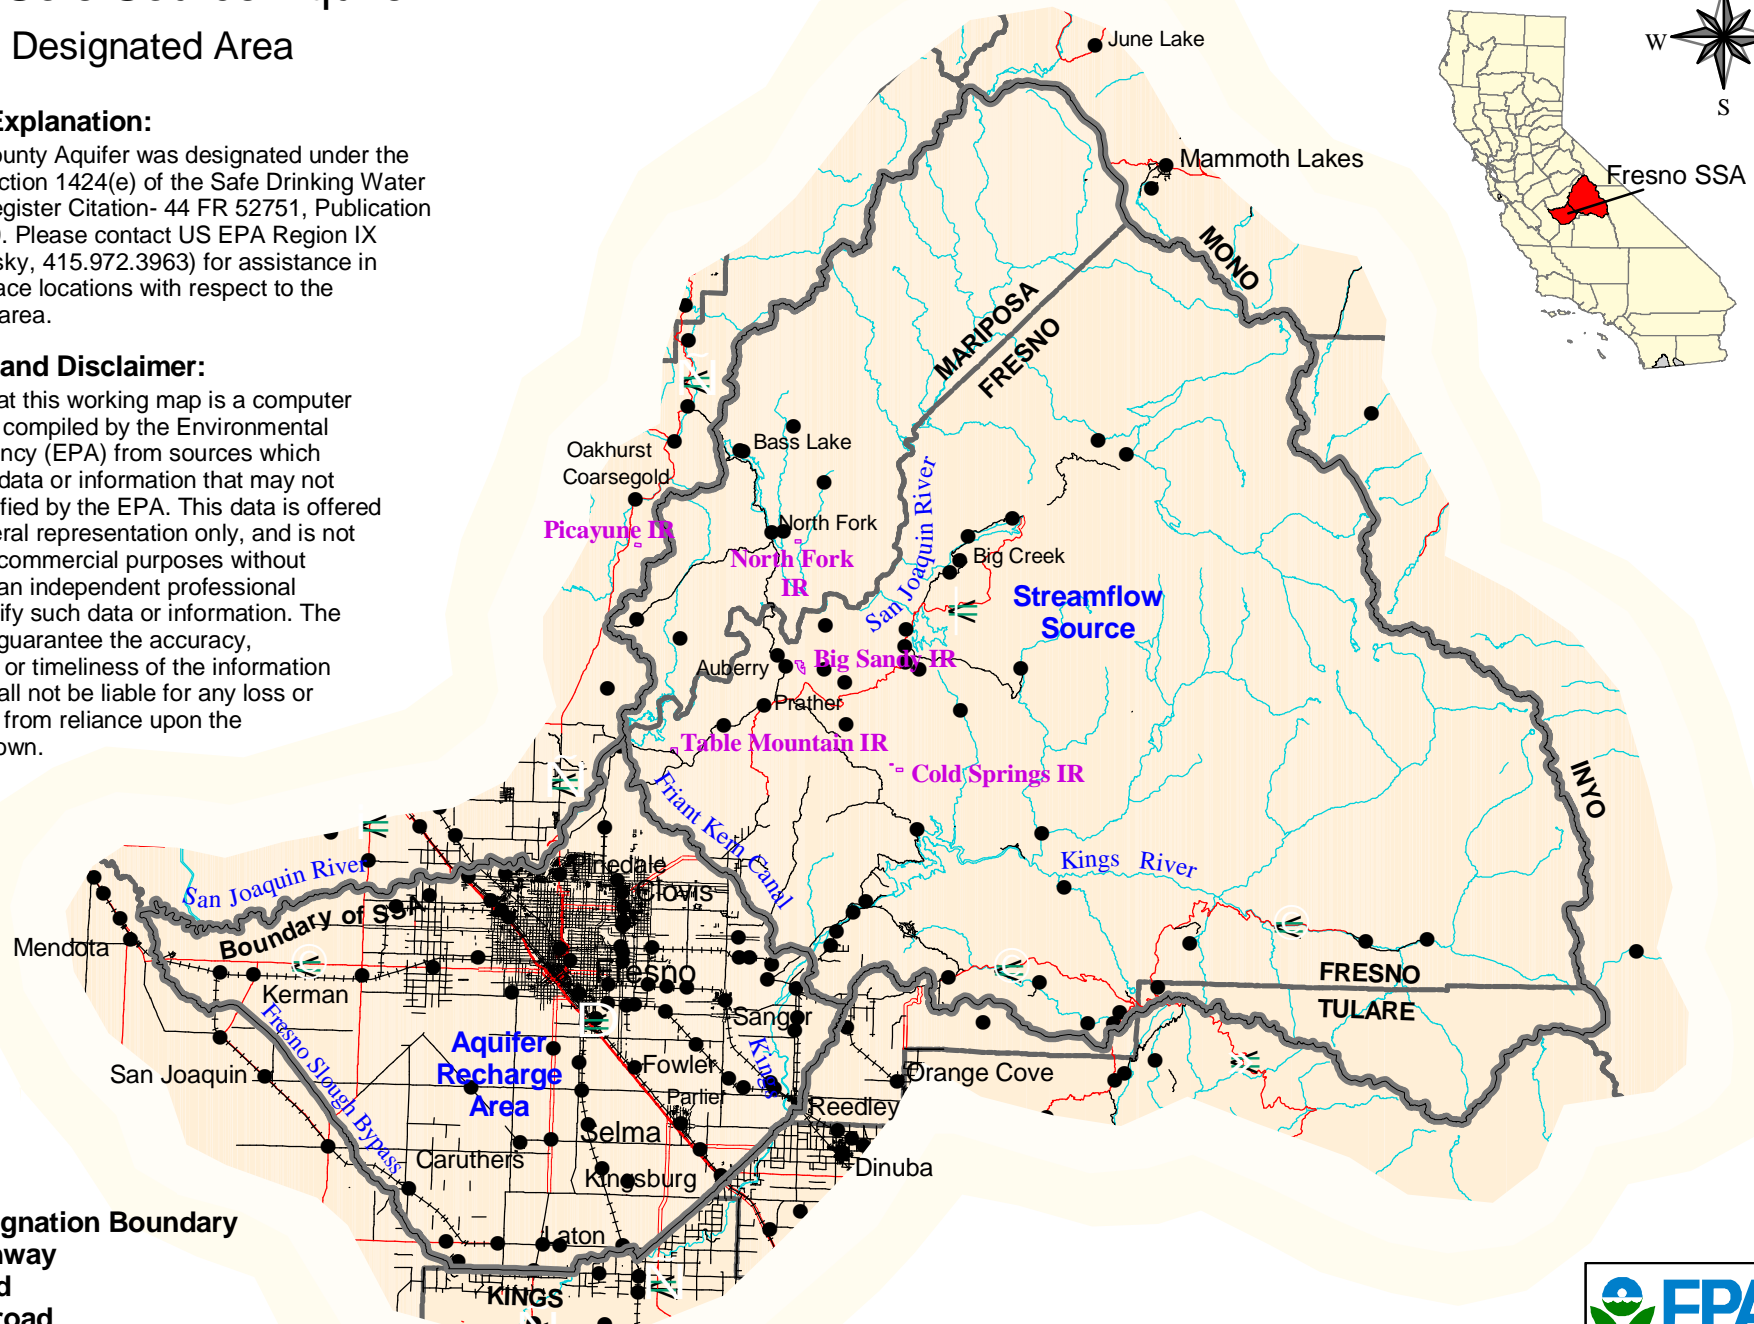 Designated Area
Explanation:
ounty Aquifer was designated under the
ction 1424(e) of the Safe Drinking Water
egister Citation- 44 FR 52751, Publication
. Please contact US EPA Region IX
sky, 415.972.3963) for assistance in
ace locations with respect to the
area.
and Disclaimer:
at this working map is a computer
compiled by the Environmental
ncy (EPA) from sources which
data or information that may not
ified by the EPA. This data is offered
eral representation only, and is not
commercial purposes without
an independent professional
ify such data or information. The
guarantee the accuracy,
or timeliness of the information
all not be liable for any loss or
from reliance upon the
own.
June Lake
Mammoth Lakes
MONO
MARIPOSA
FRESNO
W
S
Fresno SSA
Oakhurst
Coarsegold
Bass Lake
Picayune IR
North Fork
North Fork
IR
San Joaquin River
Big Creek
Streamflow
Source
Auberry
Big Sandy IR
Prather
Table Mountain IR
Cold Springs IR
INYO
Friant Kern Canal
Kings River
San Joaquin River
Boundary of SSA
Pinedale
Clovis
Mendota
Kerman
Fresno
Fresno Slough Bypass
Sanger
Kings
Aquifer
Recharge
Area
San Joaquin
Fowler
Parlier
Orange Cove
Reedley
Selma
Caruthers
Kingsburg
Dinuba
Laton
KINGS
FRESNO
TULARE
gnation Boundary
hway
d
road
EPA